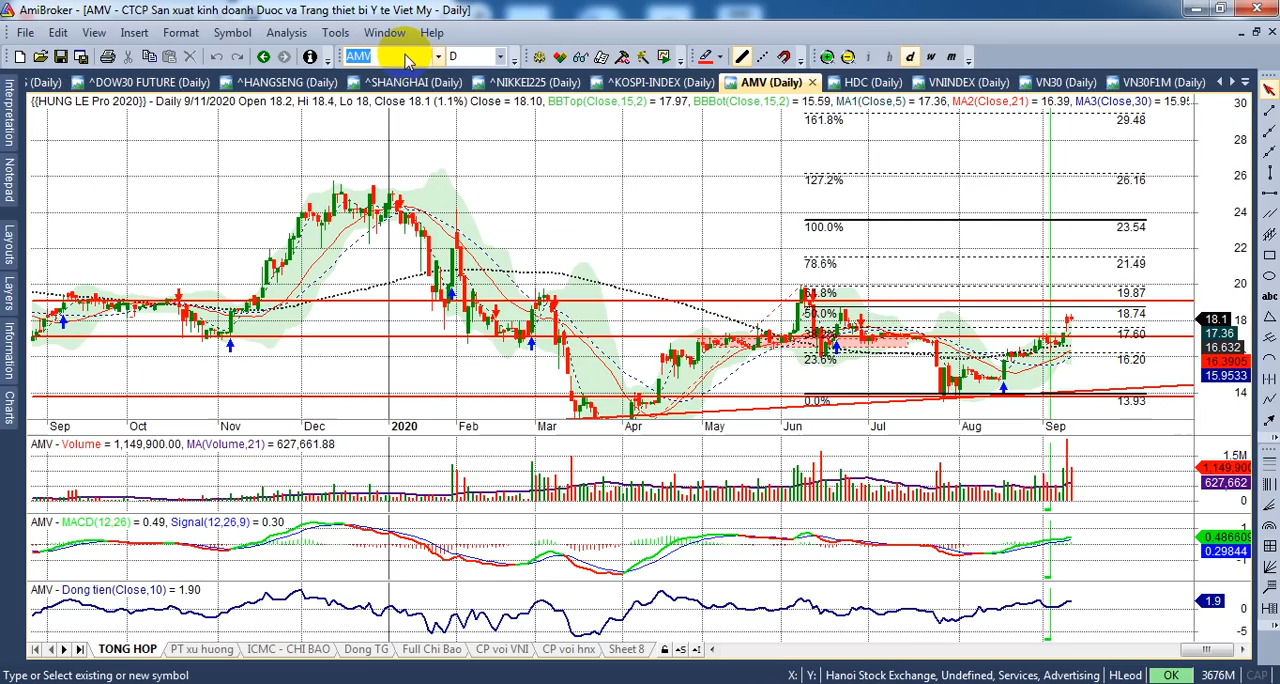 AmiBroker - [AMV - CTCP San xuat kinh doanh Duoc va Trang thiet bi Y te Viet My - Daily]
File Edit View Insert Format Symbol Analysis Tools Window Help
AMV D d w m
(Daily) ^DOW30 FUTURE (Daily) ^HANGSENG (Daily) ^SHANGHAI (Daily) ^NIKKEI225 (Daily) ^KOSPI-INDEX (Daily) AMV (Daily) HDC (Daily) VNINDEX (Daily) VN30 (Daily) VN30F1M (Daily)
{{HUNG LE Pro 2020}} - Daily 9/11/2020 Open 18.2, Hi 18.4, Lo 18, Close 18.1 (1.1%) Close = 18.10, BBTop(Close,15,2) = 17.97, BBBot(Close,15,2) = 15.59, MA1(Close,5) = 17.36, MA2(Close,21) = 16.39, MA3(Close,30) = 15.95
Interpretation
Notepad
Layouts
Layers
Information
Charts
abc
30
161.8% 29.48
28
26
127.2% 26.16
24
100.0% 23.54
22
78.6% 21.49
20
61.8% 19.87
50.0% 18.74
18
18.1
17.36
17.60
16.632
23.6% 16.20
16.3905
15.9533
14
0.0% 13.93
Sep Oct Nov Dec 2020 Feb Mar Apr May Jun Jul Aug Sep
AMV - Volume = 1,149,900.00, MA(Volume,21) = 627,661.88
1.5M
1,149,900
627,662
0
AMV - MACD(12,26) = 0.49, Signal(12,26,9) = 0.30
1
0.486609
0.29844
AMV - Dong tien(Close,10) = 1.90
1.9
0
-5
TONG HOP PT xu huong ICMC - CHI BAO Dong TG Full Chi Bao CP voi VNI CP voi hnx Sheet 8
Type or Select existing or new symbol X: Y: Hanoi Stock Exchange, Undefined, Services, Advertising HLeod OK 3676M CAP